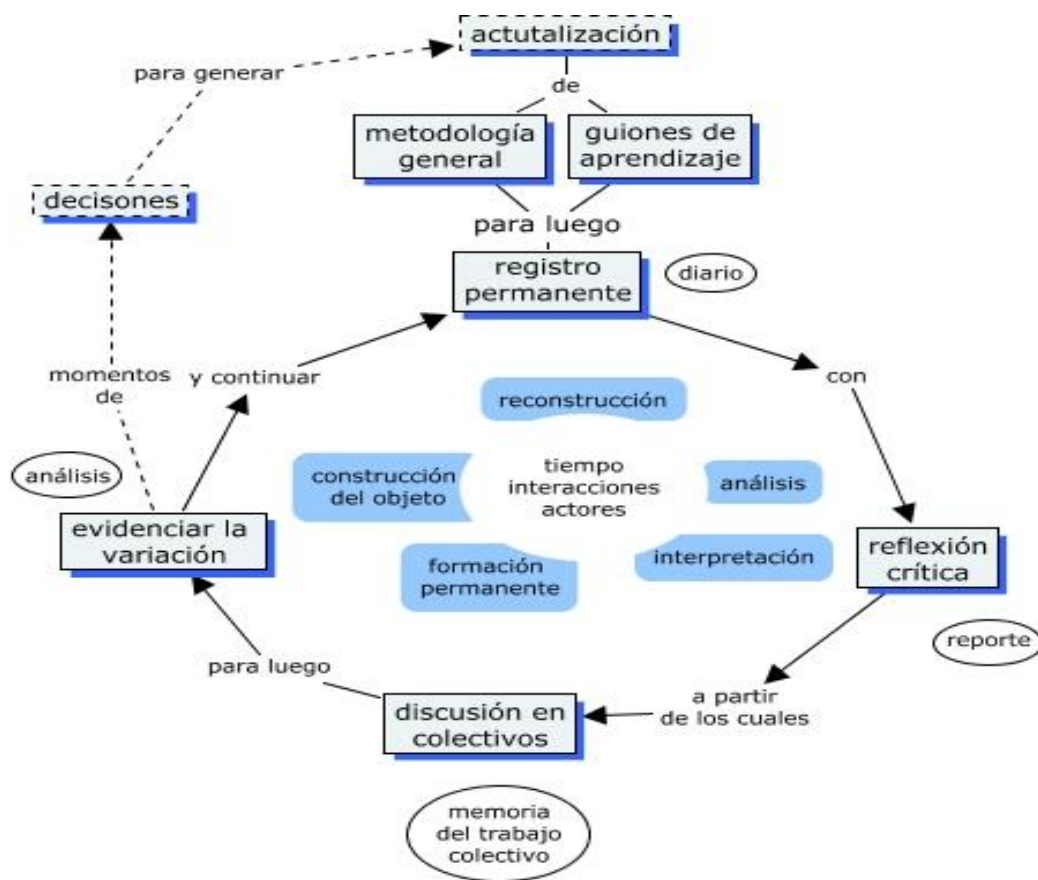 actutalización
para generar
de
metodología
general
guiones de
aprendizaje
decisones
para luego
registro
permanente
diario
momentos
de
y continuar
con
reconstrucción
análisis
construcción
del objeto
tiempo
interacciones
actores
análisis
evidenciar la
variación
formación
permanente
interpretación
reflexión
crítica
reporte
para luego
a partir
de los cuales
discusión en
colectivos
memoria
del trabajo
colectivo